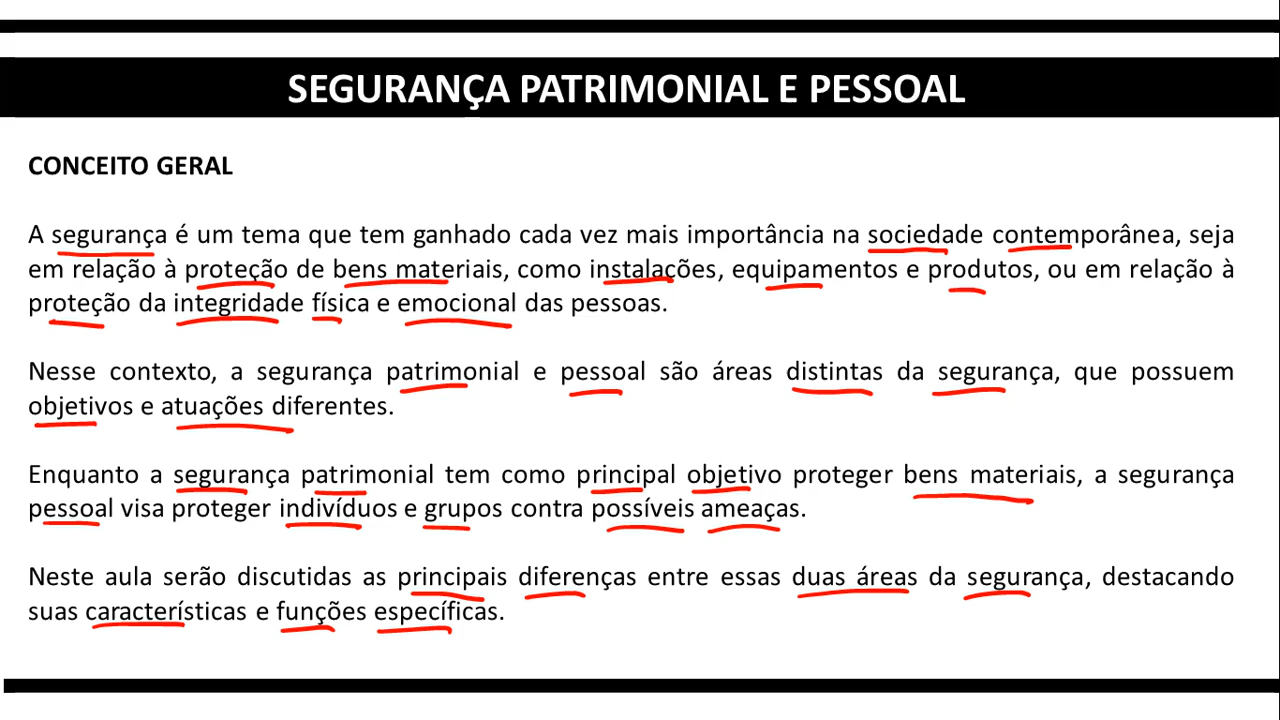 SEGURANÇA PATRIMONIAL E PESSOAL
CONCEITO GERAL
A segurança é um tema que tem ganhado cada vez mais importância na sociedade contemporânea, seja
em relação à proteção de bens materiais, como instalações, equipamentos e produtos, ou em relação à
proteção da integridade física e emocional das pessoas.
Nesse contexto, a segurança patrimonial e pessoal são áreas distintas da segurança, que possuem
objetivos e atuações diferentes.
Enquanto a segurança patrimonial tem como principal objetivo proteger bens materiais, a segurança
pessoal visa proteger indivíduos e grupos contra possíveis ameaças.
Neste aula serão discutidas as principais diferenças entre essas duas áreas da segurança, destacando
suas características e funções específicas.